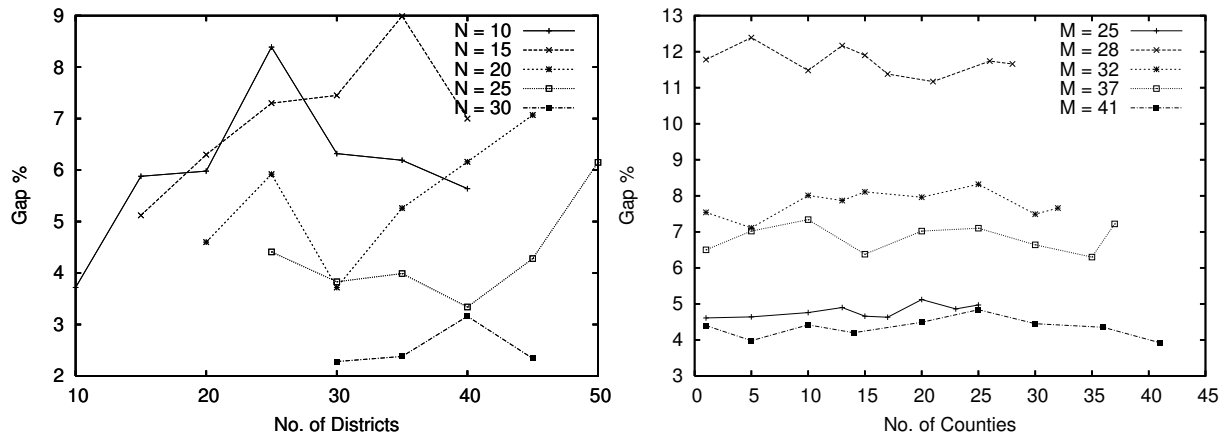 9
8
7
6
5
4
3
2
10
20
30
40
50
Gap %
No. of Districts
N = 10
N = 15
N = 20
N = 25
N = 30
13
12
11
10
9
8
7
6
5
4
3
0
5
10
15
20
25
30
35
40
45
Gap %
No. of Counties
M = 25
M = 28
M = 32
M = 37
M = 41